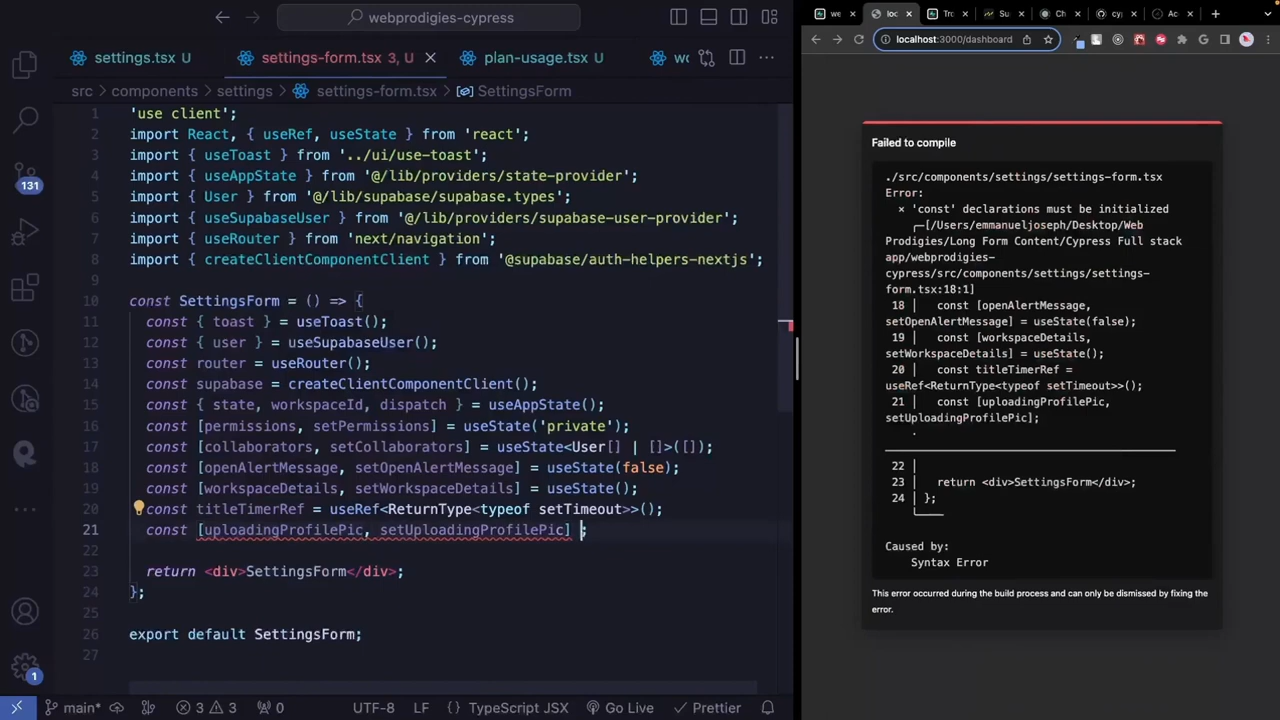 webprodigies-cypress
settings.tsx U
settings-form.tsx 3, U
plan-usage.tsx U
src components settings settings-form.tsx SettingsForm
1 'use client';
2 import React, { useRef, useState } from 'react';
3 import { useToast } from '../ui/use-toast';
4 import { useAppState } from '@/lib/providers/state-provider';
5 import { User } from '@/lib/supabase/supabase.types';
6 import { useSupabaseUser } from '@/lib/providers/supabase-user-provider';
7 import { useRouter } from 'next/navigation';
8 import { createClientComponentClient } from '@supabase/auth-helpers-nextjs';
9
10 const SettingsForm = () => {
11 const { toast } = useToast();
12 const { user } = useSupabaseUser();
13 const router = useRouter();
14 const supabase = createClientComponentClient();
15 const { state, workspaceId, dispatch } = useAppState();
16 const [permissions, setPermissions] = useState('private');
17 const [collaborators, setCollaborators] = useState<User[] | []>([]);
18 const [openAlertMessage, setOpenAlertMessage] = useState(false);
19 const [workspaceDetails, setWorkspaceDetails] = useState();
20 const titleTimerRef = useRef<ReturnType<typeof setTimeout>>();
21 const [uploadingProfilePic, setUploadingProfilePic] ;
22
23 return <div>SettingsForm</div>;
24 };
25
26 export default SettingsForm;
27
131
1
main* 3 3 0 UTF-8 LF {} TypeScript JSX Go Live Prettier
we loc Tro Su Ch cy Ac
localhost:3000/dashboard
Failed to compile
./src/components/settings/settings-form.tsx
Error:
× 'const' declarations must be initialized
╭─[/Users/emmanueljoseph/Desktop/Web
Prodigies/Long Form Content/Cypress Full stack
app/webprodigies-
cypress/src/components/settings/settings-
form.tsx:18:1]
18 │ const [openAlertMessage,
setOpenAlertMessage] = useState(false);
19 │ const [workspaceDetails,
setWorkspaceDetails] = useState();
20 │ const titleTimerRef =
useRef<ReturnType<typeof setTimeout>>();
21 │ const [uploadingProfilePic,
setUploadingProfilePic];
·
22 │
23 │ return <div>SettingsForm</div>;
24 │ };
╰────
Caused by:
Syntax Error
This error occurred during the build process and can only be dismissed by fixing the
error.